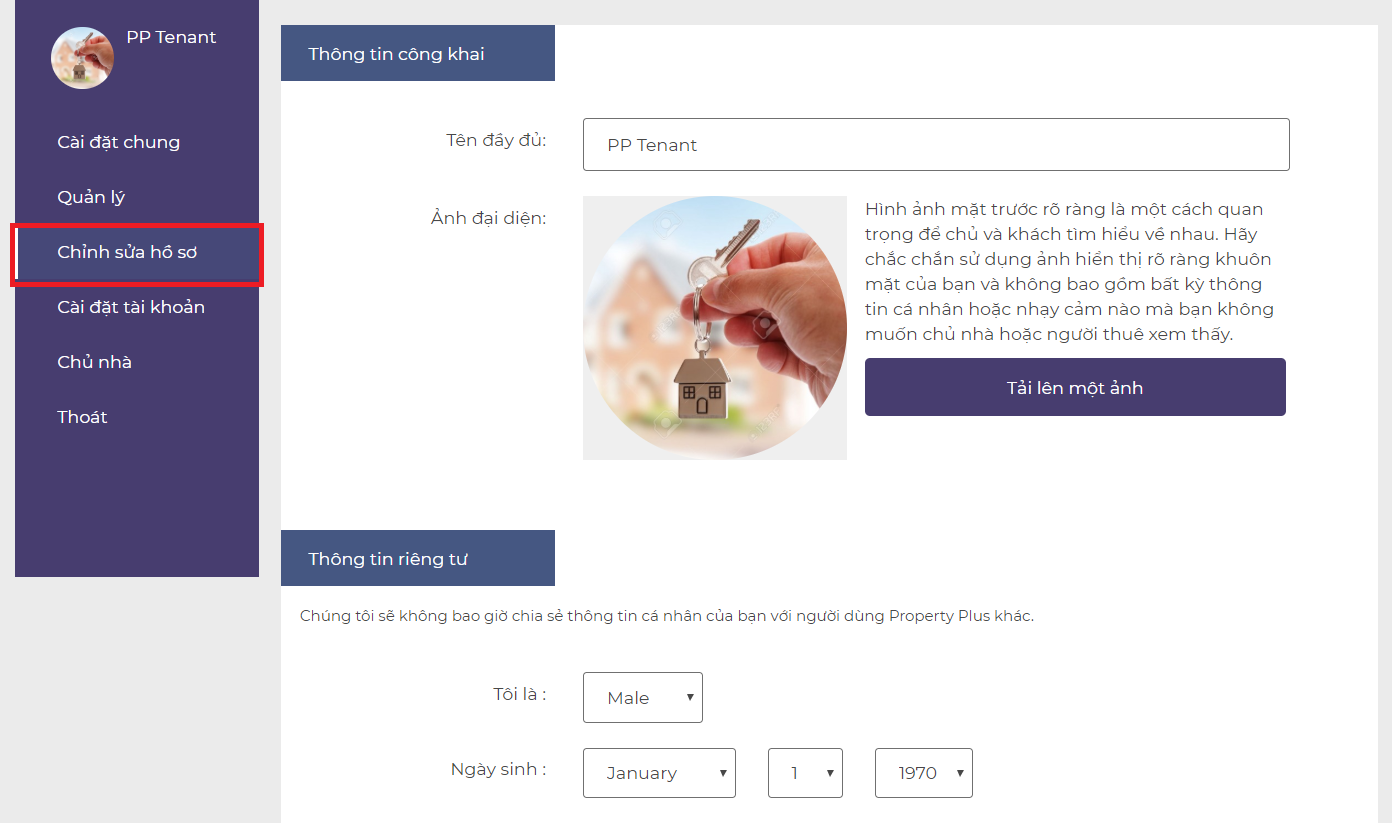 PP Tenant
Cài đặt chung
Quản lý
Chỉnh sửa hồ sơ
Cài đặt tài khoản
Chủ nhà
Thoát
Thông tin công khai
Tên đầy đủ:
PP Tenant
Ảnh đại diện:
Hình ảnh mặt trước rõ ràng là một cách quan
trọng để chủ và khách tìm hiểu về nhau. Hãy
chắc chắn sử dụng ảnh hiển thị rõ ràng khuôn
mặt của bạn và không bao gồm bất kỳ thông
tin cá nhân hoặc nhạy cảm nào mà bạn không
muốn chủ nhà hoặc người thuê xem thấy.
Tải lên một ảnh
Thông tin riêng tư
Chúng tôi sẽ không bao giờ chia sẻ thông tin cá nhân của bạn với người dùng Property Plus khác.
Tôi là :
Male
Ngày sinh :
January
1
1970